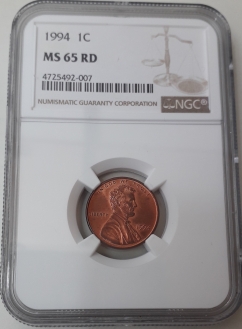 1994 1C
MS 65 RD
4725492-007
NUMISMATIC GUARANTY CORPORATION
NGC